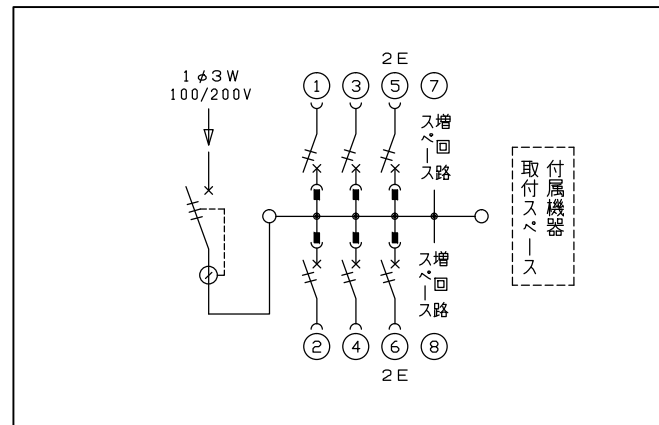 2E
1φ3W
100/200V
① ③ ⑤ ⑦
増回路
スペース
付属機器
取付スペース
増回路
スペース
② ④ ⑥ ⑧
2E